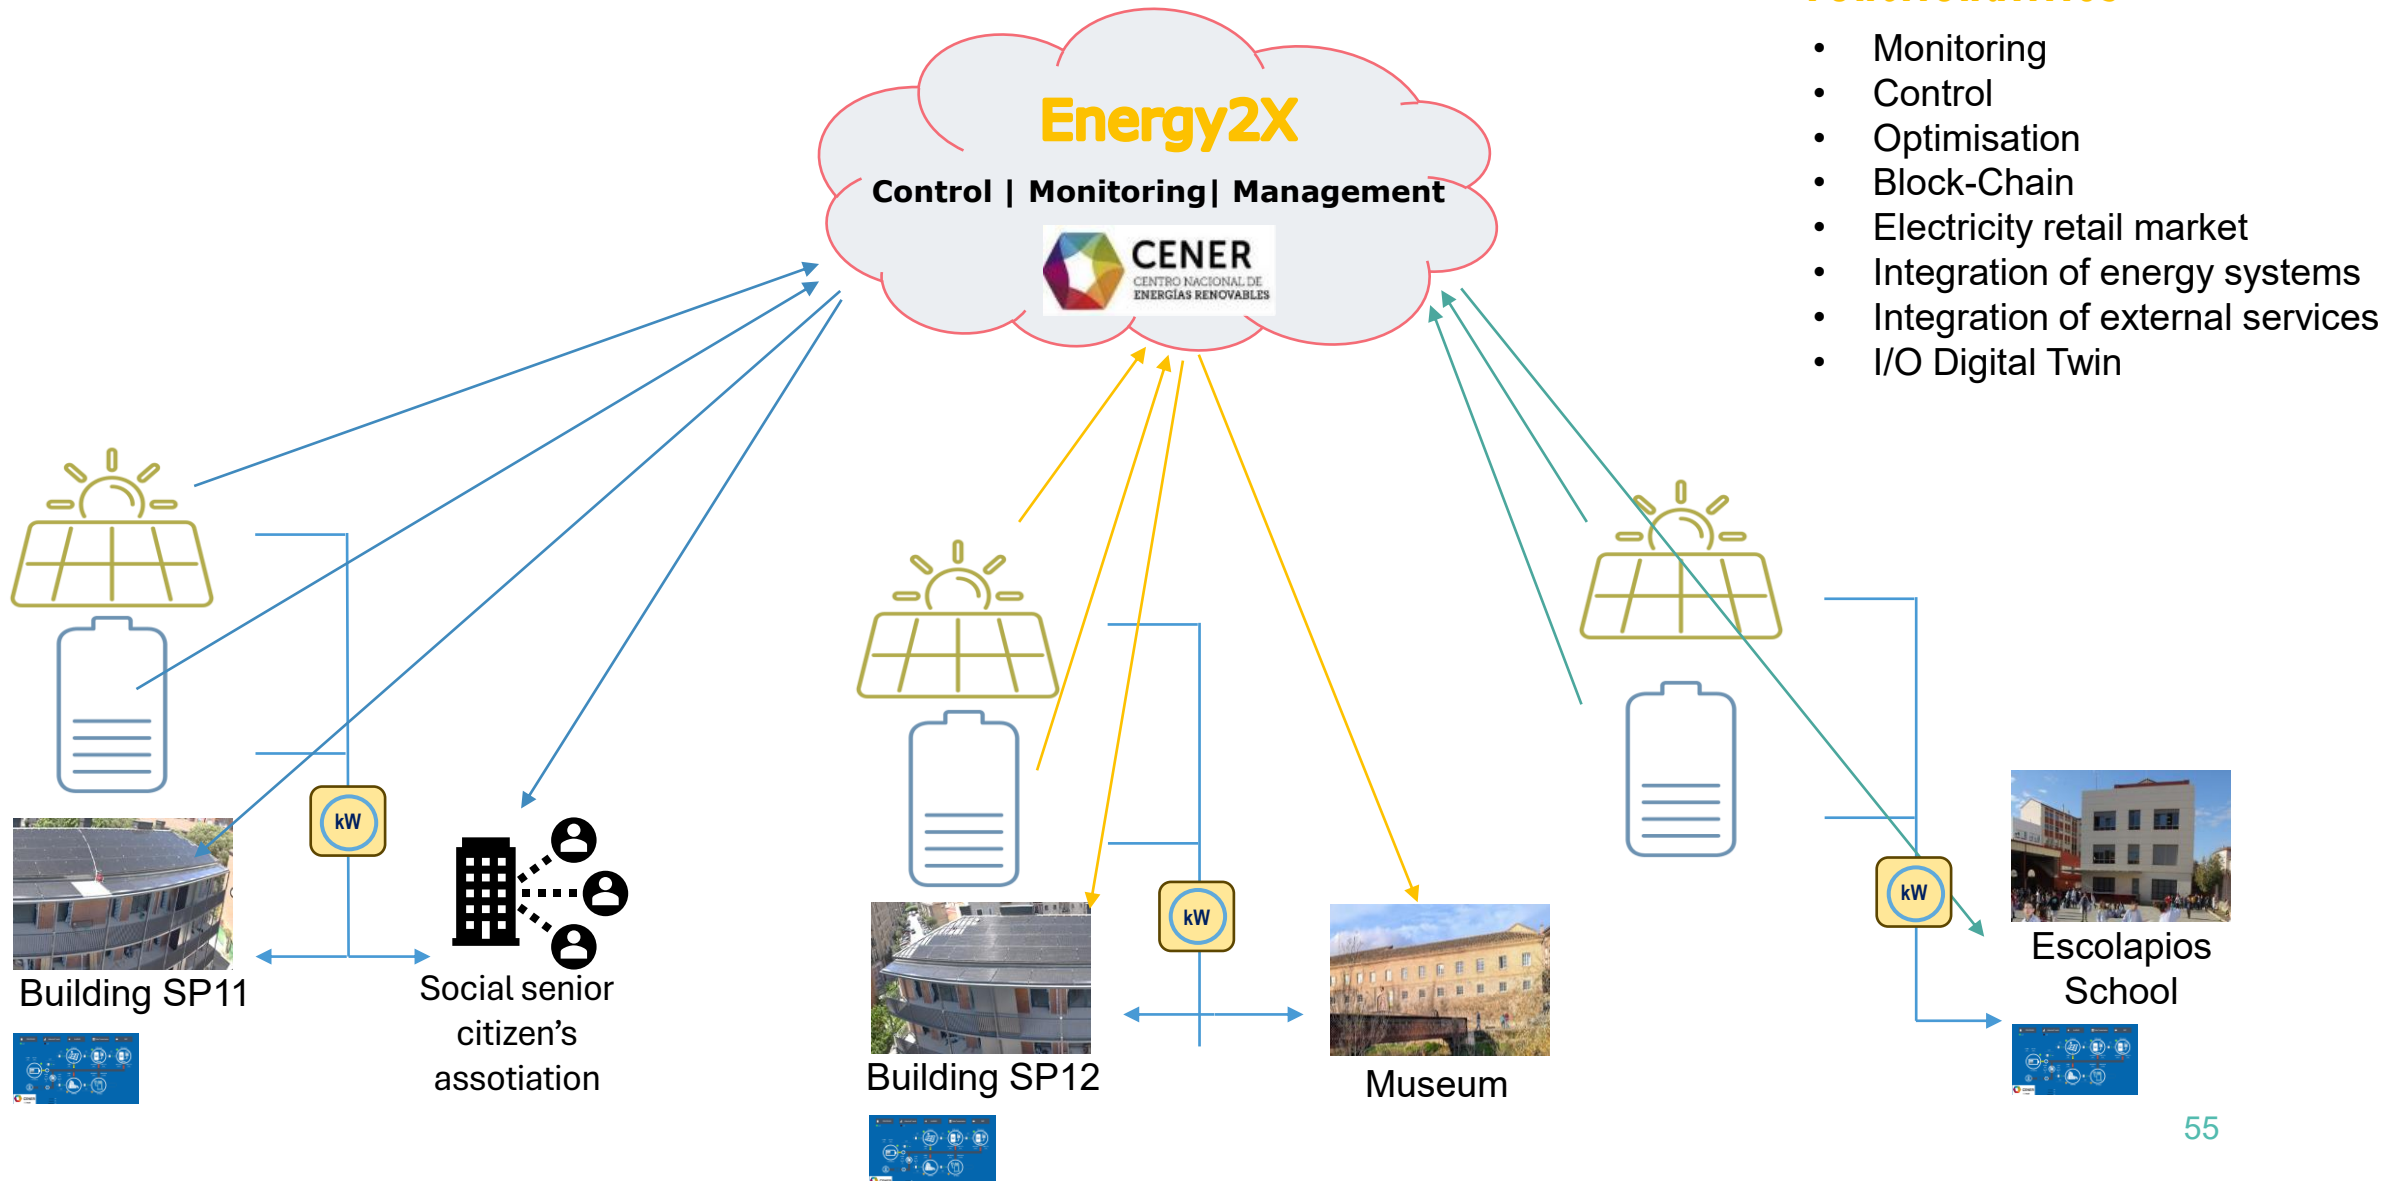 Energy2X
Control | Monitoring| Management
CENER
CENTRO NACIONAL DE
ENERGÍAS RENOVABLES
• Monitoring
• Control
• Optimisation
• Block-Chain
• Electricity retail market
• Integration of energy systems
• Integration of external services
• I/O Digital Twin
kW
Building SP11
Social senior
citizen’s
assotiation
kW
Building SP12
Museum
kW
Escolapios
School
55